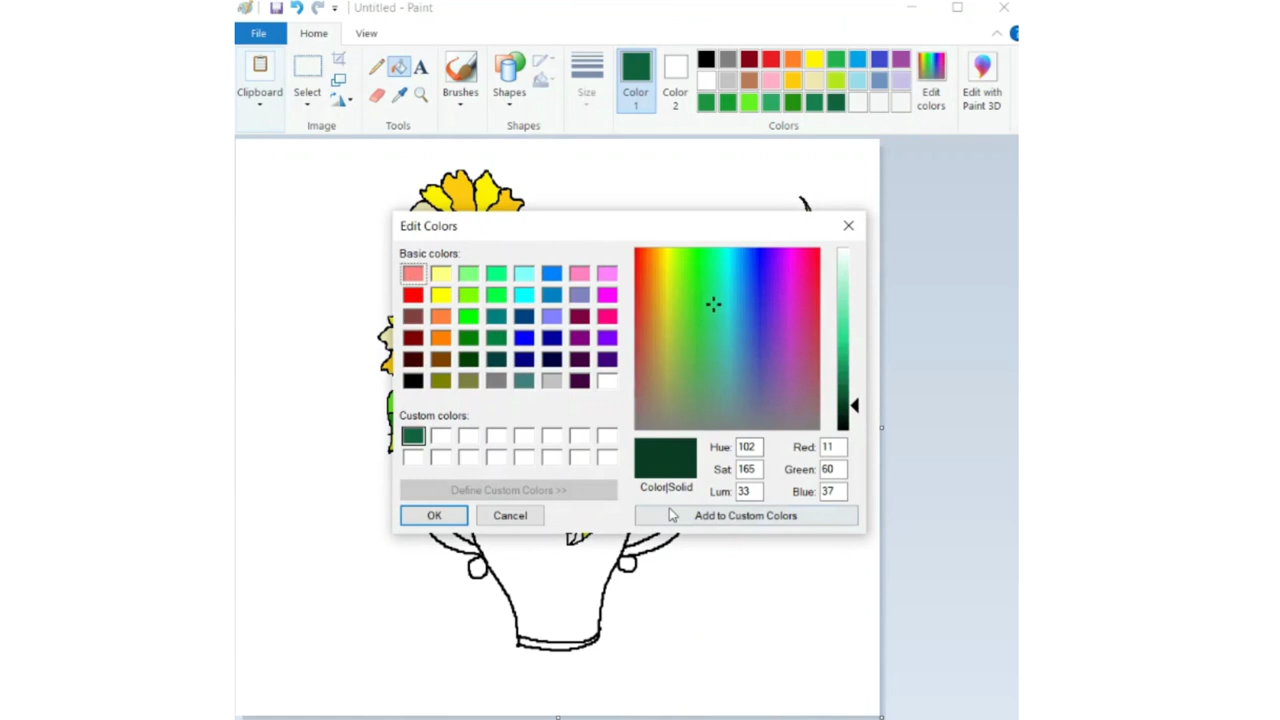 Untitled - Paint
File Home View
Clipboard Select Brushes Shapes Size Color 1 Color 2 Edit colors Edit with Paint 3D
Image Tools Shapes Colors
Edit Colors
Basic colors:
Custom colors:
Hue: 102 Red: 11
Sat: 165 Green: 60
Color|Solid
Lum: 33 Blue: 37
Define Custom Colors >>
OK Cancel Add to Custom Colors